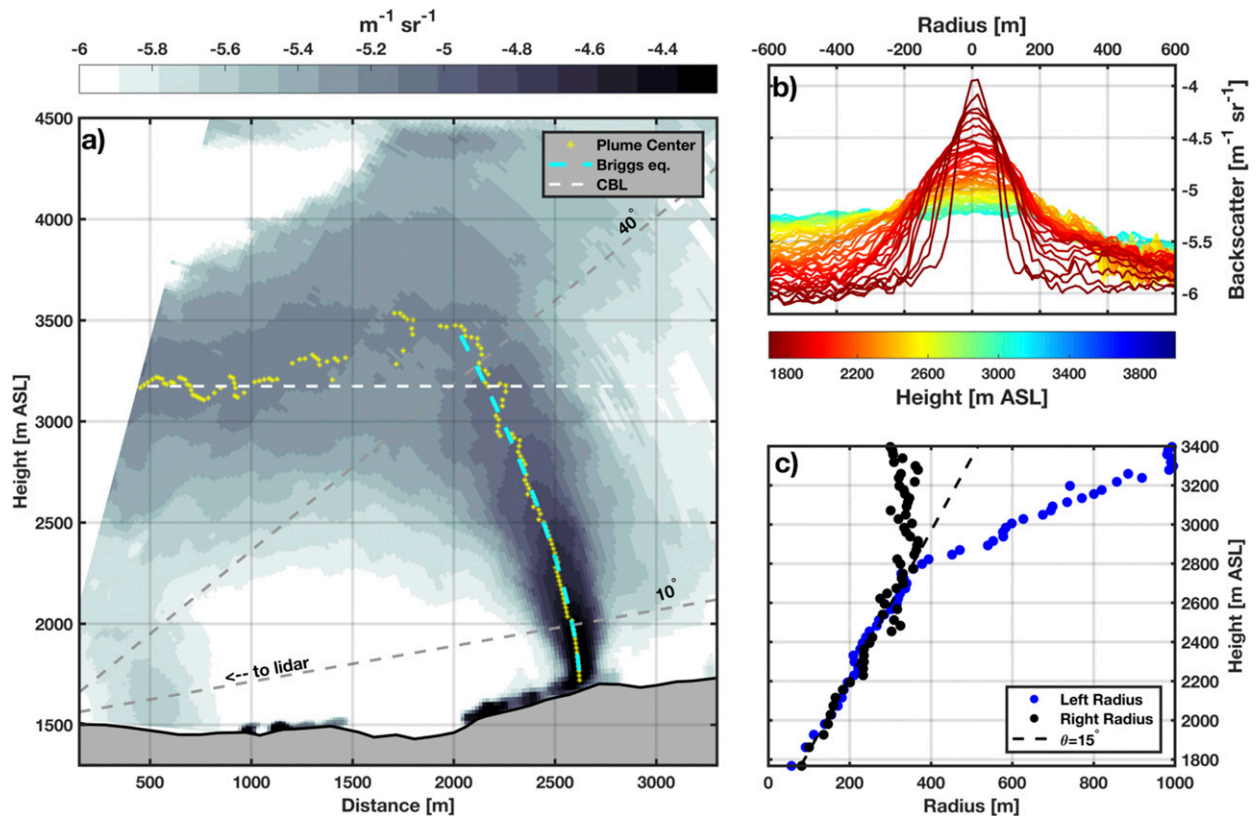 m⁻¹ sr⁻¹
-6 -5.8 -5.6 -5.4 -5.2 -5 -4.8 -4.6 -4.4
a)
Plume Center
Briggs eq.
CBL
40°
10°
<-- to lidar
4500
4000
3500
3000
2500
2000
1500
Height [m ASL]
500 1000 1500 2000 2500 3000
Distance [m]
Radius [m]
-600 -400 -200 0 200 400 600
b)
-4
-4.5
-5
-5.5
-6
Backscatter [m⁻¹ sr⁻¹]
1800 2200 2600 3000 3400 3800
Height [m ASL]
c)
3400
3200
3000
2800
2600
2400
2200
2000
1800
Height [m ASL]
Left Radius
Right Radius
θ=15°
0 200 400 600 800 1000
Radius [m]